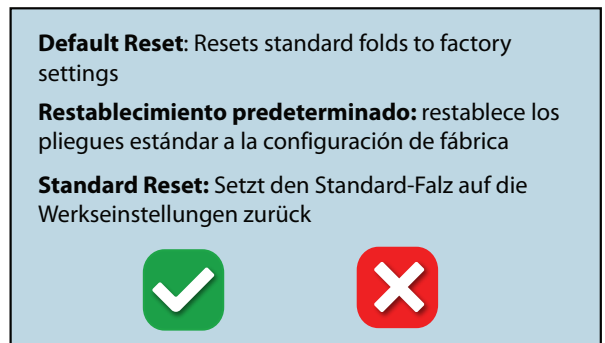 Default Reset: Resets standard folds to factory
settings
Restablecimiento predeterminado: restablece los
pliegues estándar a la configuración de fábrica
Standard Reset: Setzt den Standard-Falz auf die
Werkseinstellungen zurück